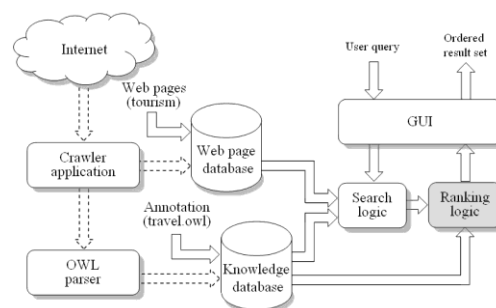 Internet
User query
Ordered
result set
Web pages
(tourism)
GUI
Crawler
application
Web page
database
Annotation
(travel.owl)
Search
logic
Ranking
logic
OWL
parser
Knowledge
database